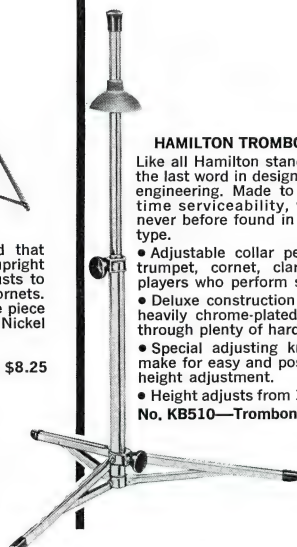 d that
upright
usts to
ornets.
e piece
Nickel
$8.25
HAMILTON TROMBO
Like all Hamilton stan
the last word in design
engineering. Made to
time serviceability,
never before found in
type.
• Adjustable collar pe
trumpet, cornet, clar
players who perform s
• Deluxe construction
heavily chrome-plated
through plenty of hard
• Special adjusting kn
make for easy and pos
height adjustment.
• Height adjusts from
No. KB510—Trombon